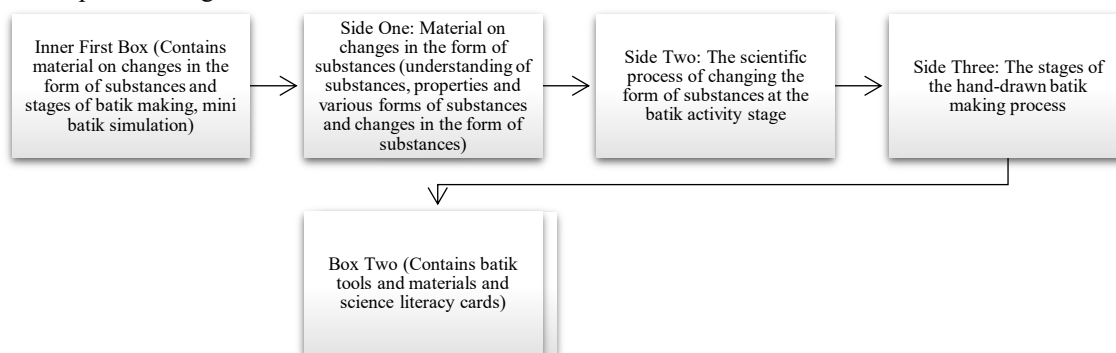 Inner First Box (Contains
material on changes in the
form of substances and
stages of batik making, mini
batik simulation)
Side One: Material on
changes in the form of
substances (understanding of
substances, properties and
various forms of substances
and changes in the form of
substances)
Side Two: The scientific
process of changing the
form of substances at the
batik activity stage
Side Three: The stages of
the hand-drawn batik
making process
Box Two (Contains batik
tools and materials and
science literacy cards)